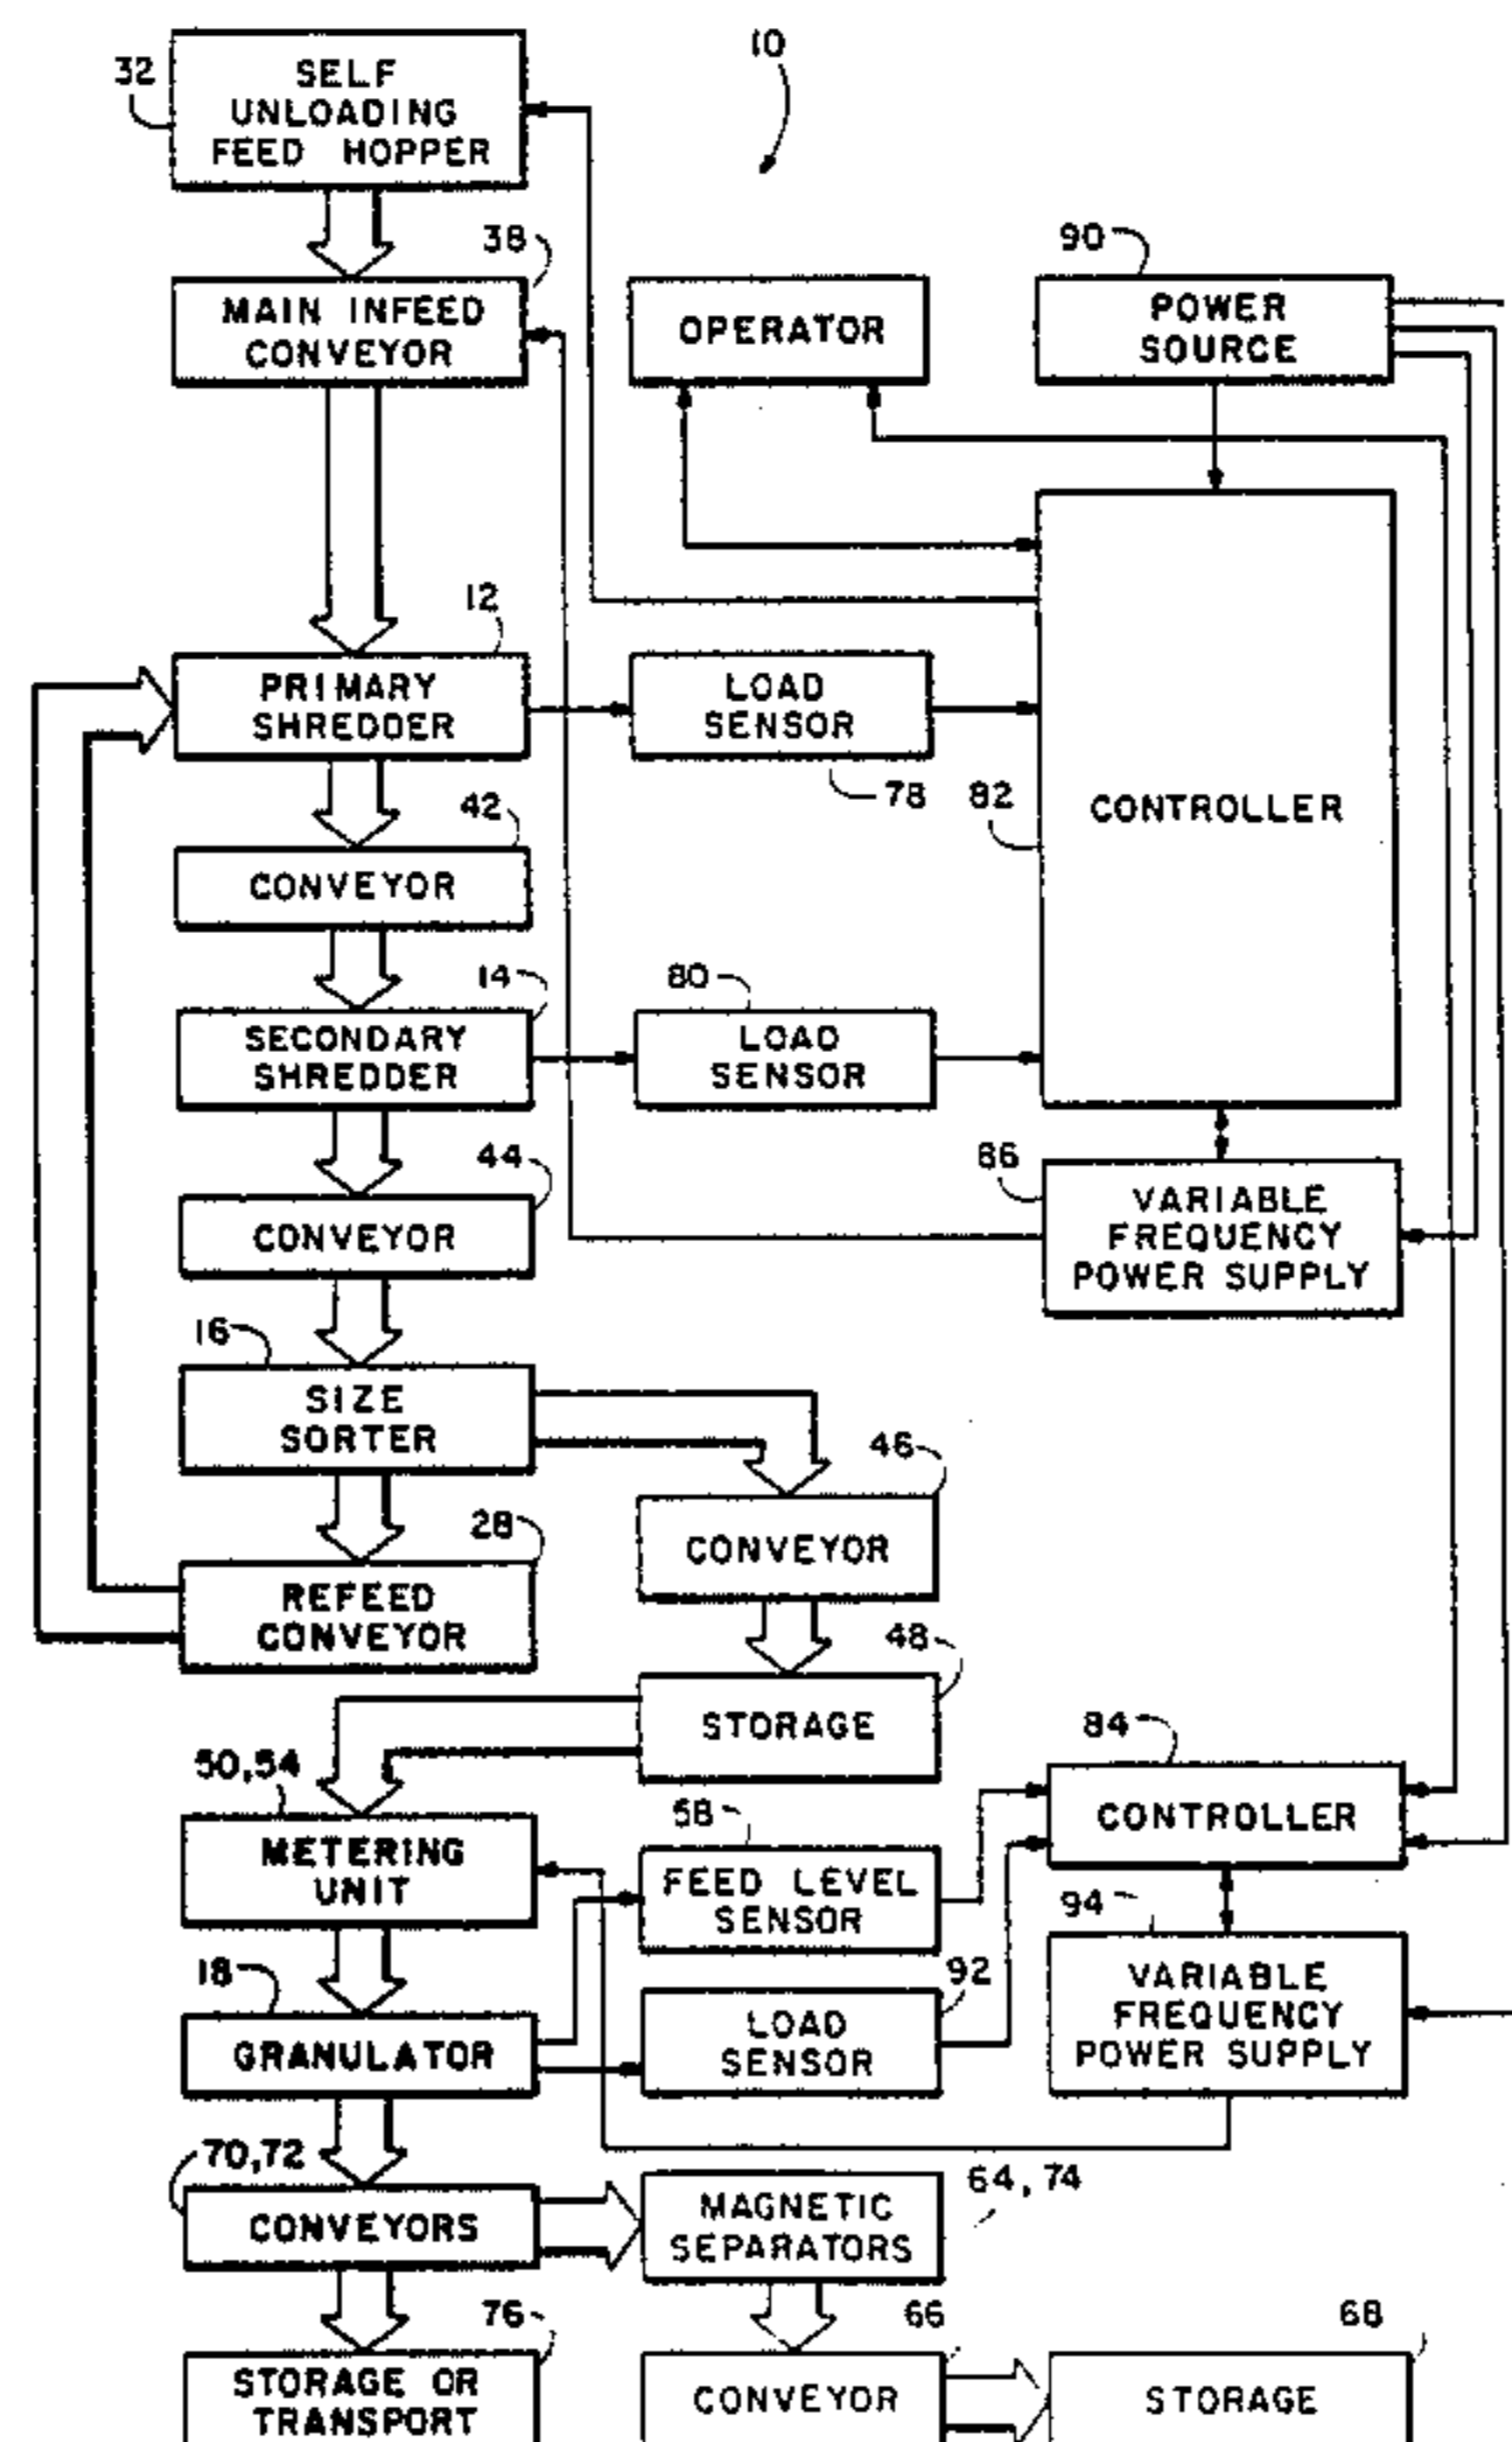 10
32
SELF
UNLOADING
FEED HOPPER
38
MAIN INFEED
CONVEYOR
OPERATOR
90
POWER
SOURCE
12
PRIMARY
SHREDDER
LOAD
SENSOR
78
82
CONTROLLER
42
CONVEYOR
14
SECONDARY
SHREDDER
80
LOAD
SENSOR
44
CONVEYOR
86
VARIABLE
FREQUENCY
POWER SUPPLY
16
SIZE
SORTER
46
CONVEYOR
28
REFEED
CONVEYOR
48
STORAGE
50,54
METERING
UNIT
58
FEED LEVEL
SENSOR
84
CONTROLLER
18
GRANULATOR
92
LOAD
SENSOR
94
VARIABLE
FREQUENCY
POWER SUPPLY
70,72
CONVEYORS
64,74
MAGNETIC
SEPARATORS
76
STORAGE OR
TRANSPORT
66
CONVEYOR
68
STORAGE